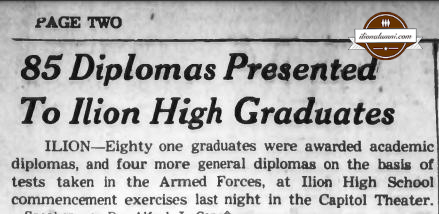 PAGE TWO
ilionalumni.com
85 Diplomas Presented
To Ilion High Graduates
ILION—Eighty one graduates were awarded academic
diplomas, and four more general diplomas on the basis of
tests taken in the Armed Forces, at Ilion High School
commencement exercises last night in the Capitol Theater.